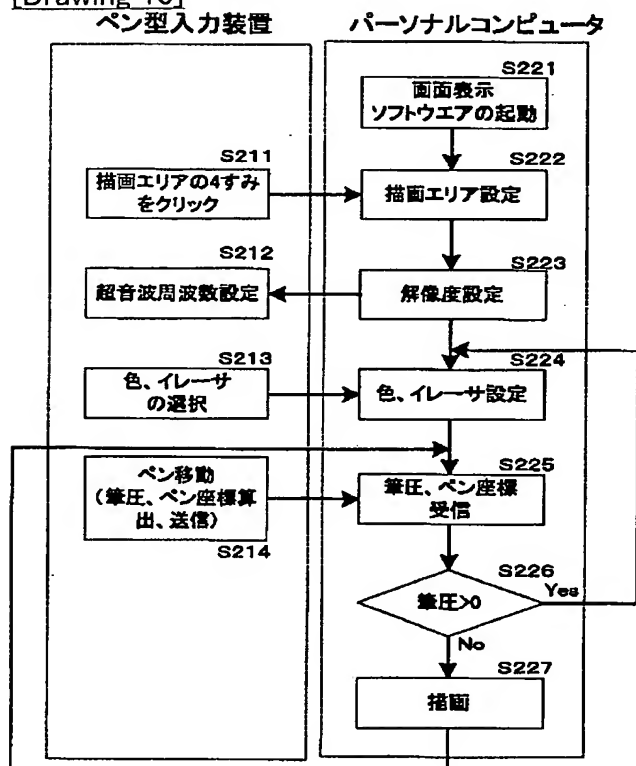 [Drawing 10]
ペン型入力装置
パーソナルコンピュータ
S221
画面表示
ソフトウエアの起動
S211
描画エリアの4すみ
をクリック
S222
描画エリア設定
S212
超音波周波数設定
S223
解像度設定
S213
色、イレーサ
の選択
S224
色、イレーサ設定
ペン移動
(筆圧、ペン座標算
出、送信)
S214
S225
筆圧、ペン座標
受信
S226
筆圧>0
Yes
No
S227
描画